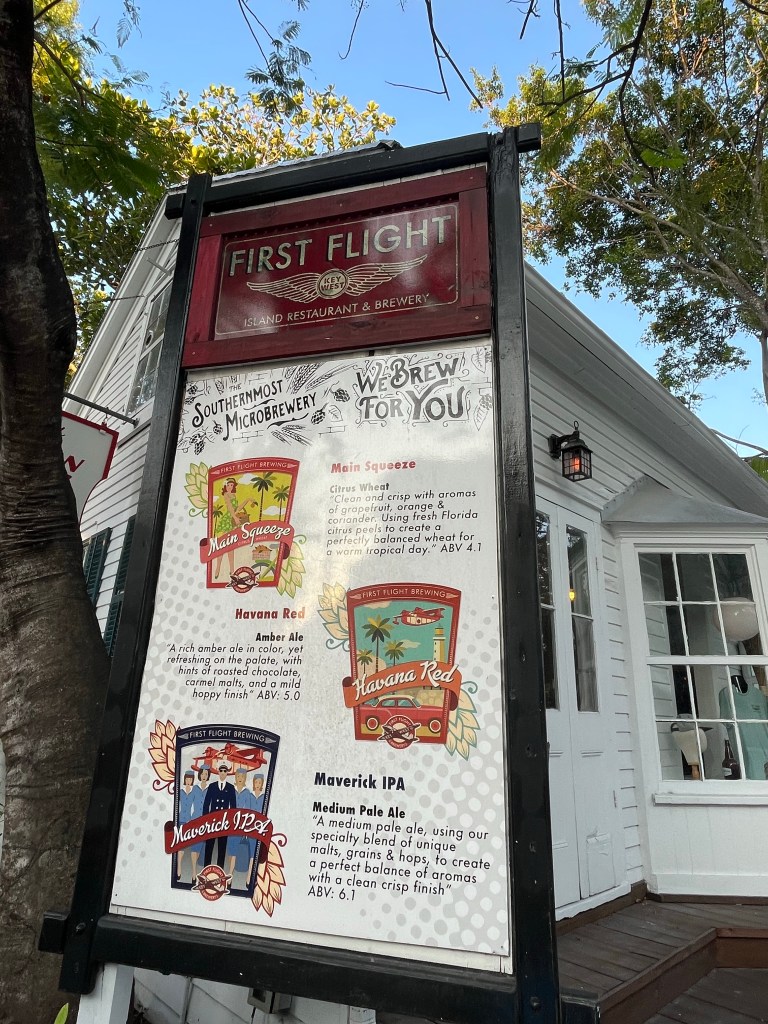 FIRST FLIGHT
KEY
WEST
ISLAND RESTAURANT & BREWERY
THE
SOUTHERNMOST
MICROBREWERY
WE BREW
FOR YOU
FIRST FLIGHT BREWING
Main Squeeze
CITRUS WHEAT
Main Squeeze
Citrus Wheat
"Clean and crisp with aromas
of grapefruit, orange &
coriander. Using fresh Florida
citrus peels to create a
perfectly balanced wheat for
a warm tropical day." ABV 4.1
Havana Red
Amber Ale
"A rich amber ale in color, yet
refreshing on the palate, with
hints of roasted chocolate,
carmel malts, and a mild
hoppy finish" ABV: 5.0
FIRST FLIGHT BREWING
Havana Red
FIRST FLIGHT BREWING
Maverick IPA
Maverick IPA
Medium Pale Ale
"A medium pale ale, using our
specialty blend of unique
malts, grains & hops, to create
a perfect balance of aromas
with a clean crisp finish"
ABV: 6.1